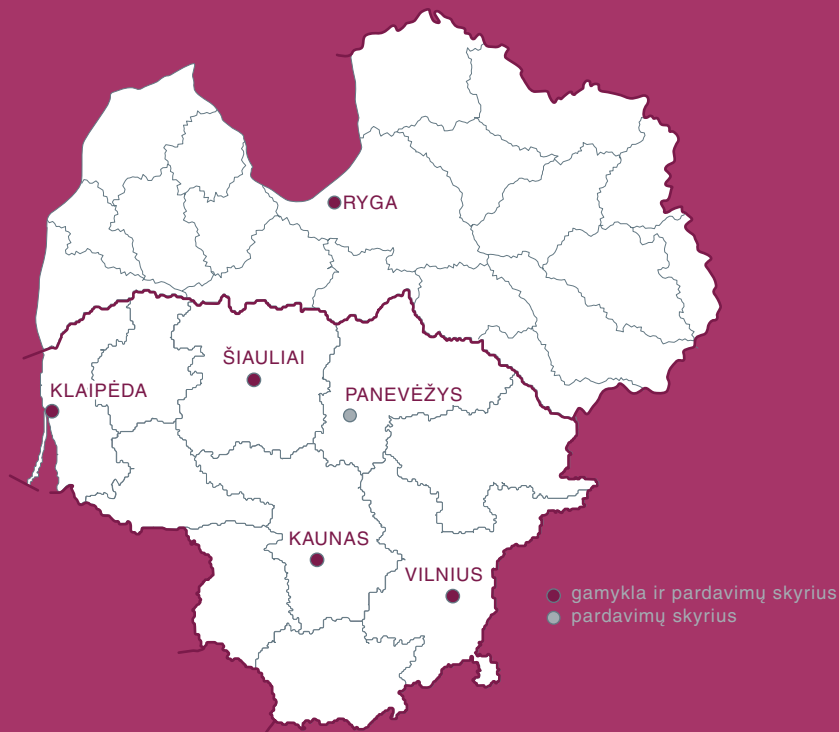 RYGA
ŠIAULIAI
KLAIPĖDA
PANEVĖŽYS
KAUNAS
VILNIUS
gamykla ir pardavimų skyrius
pardavimų skyrius